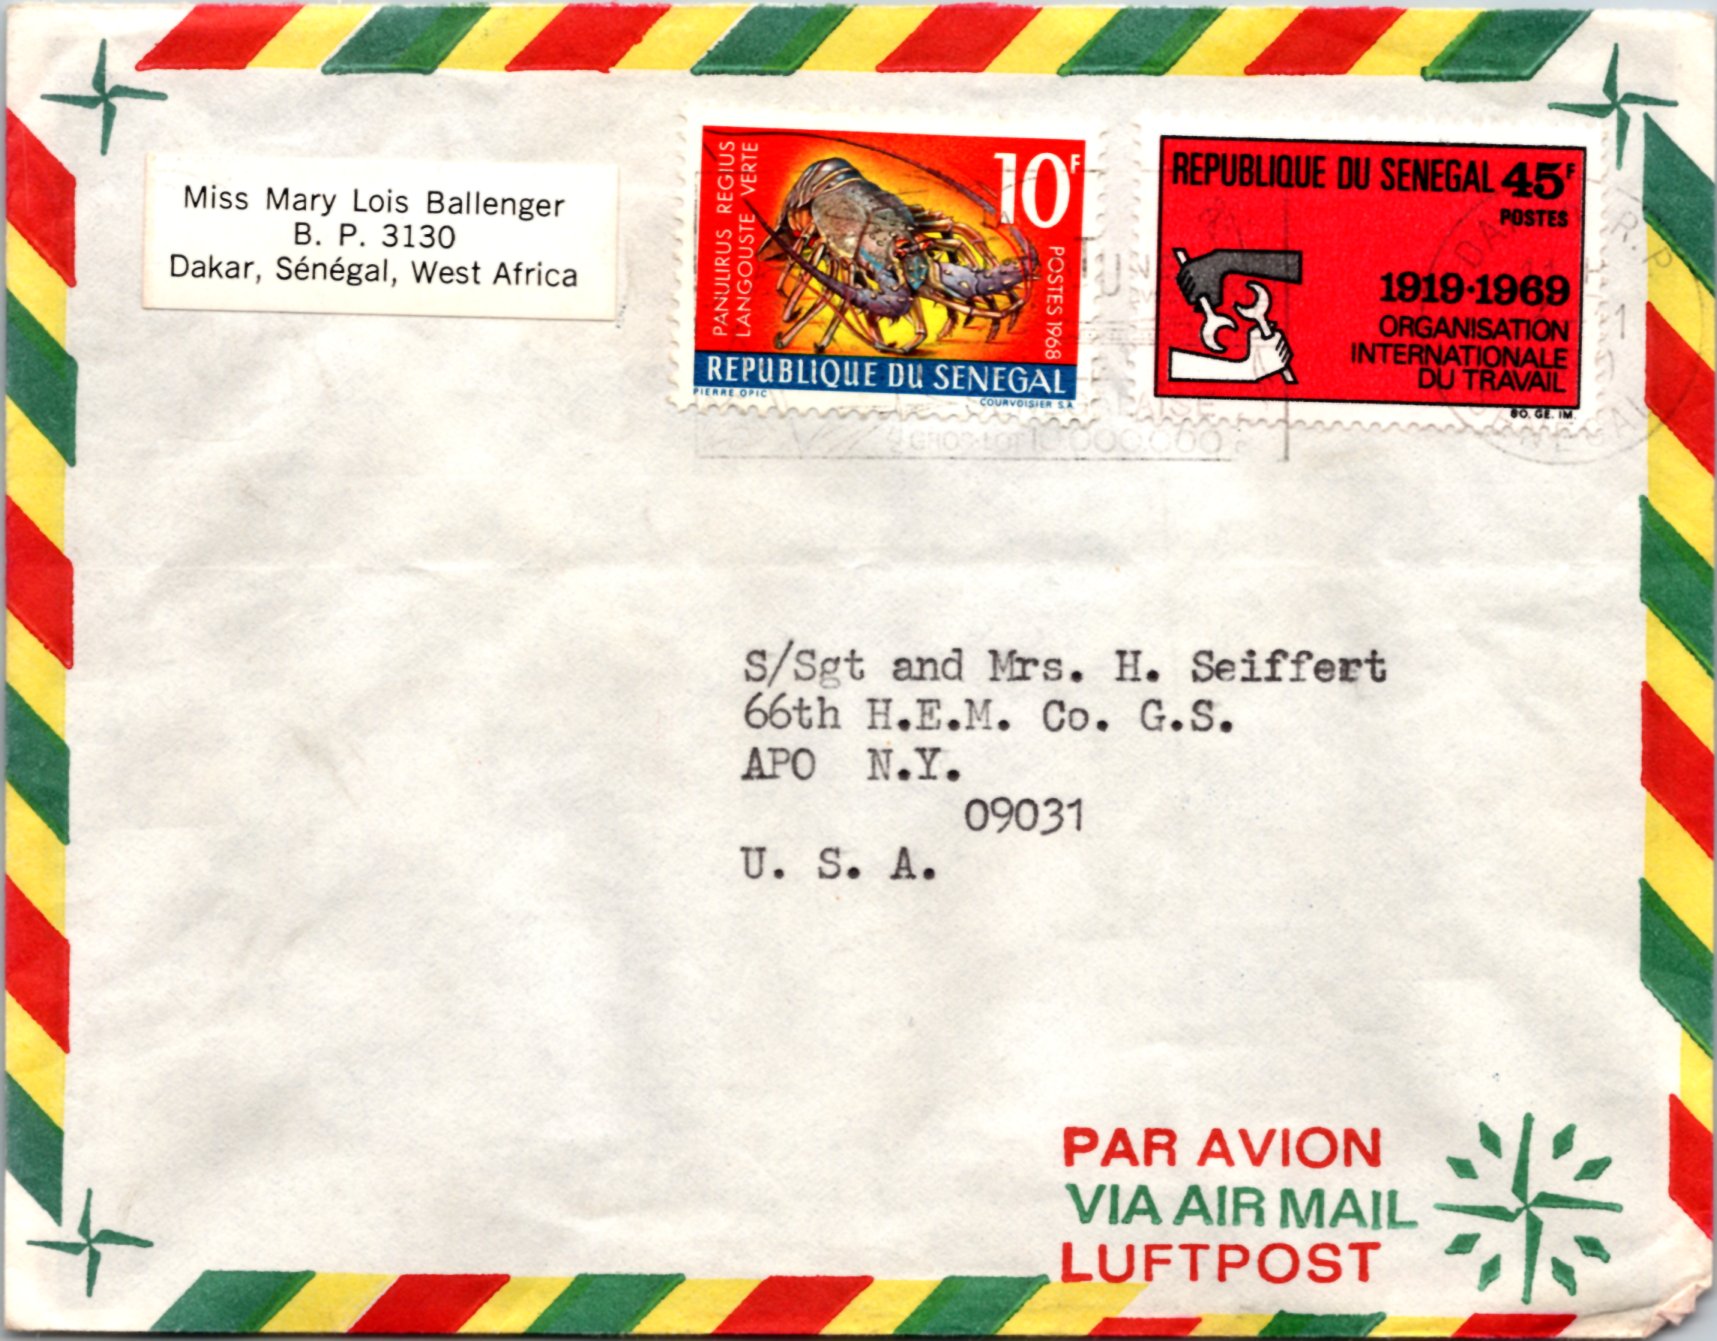 Miss Mary Lois Ballenger
B. P. 3130
Dakar, Sénégal, West Africa
PANULIRUS REGIUS
LANGOUSTE VERTE
10F
POSTES 1968
REPUBLIQUE DU SENEGAL
PIERRE OPIC
COURVOISIER S.A
REPUBLIQUE DU SENEGAL 45F
POSTES
1919-1969
ORGANISATION
INTERNATIONALE
DU TRAVAIL
SO. GE. IM.
GROS LOT
S/Sgt and Mrs. H. Seiffert
66th H.E.M. Co. G.S.
APO N.Y.
09031
U. S. A.
PAR AVION
VIA AIR MAIL
LUFTPOST